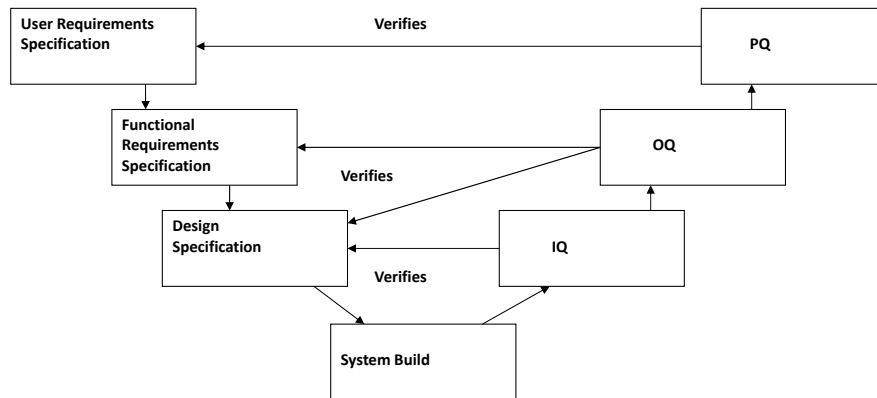 User Requirements
Specification
Verifies
PQ
Functional
Requirements
Specification
OQ
Verifies
Design
Specification
IQ
Verifies
System Build